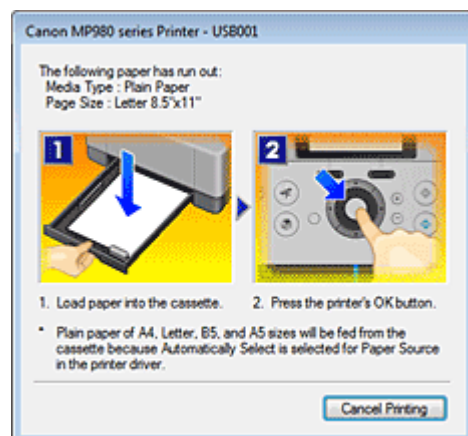 Canon MP980 series Printer - USB001
The following paper has run out:
Media Type : Plain Paper
Page Size : Letter 8.5"x11"
1
2
1. Load paper into the cassette.
2. Press the printer's OK button.
* Plain paper of A4, Letter, B5, and A5 sizes will be fed from the
cassette because Automatically Select is selected for Paper Source
in the printer driver.
Cancel Printing